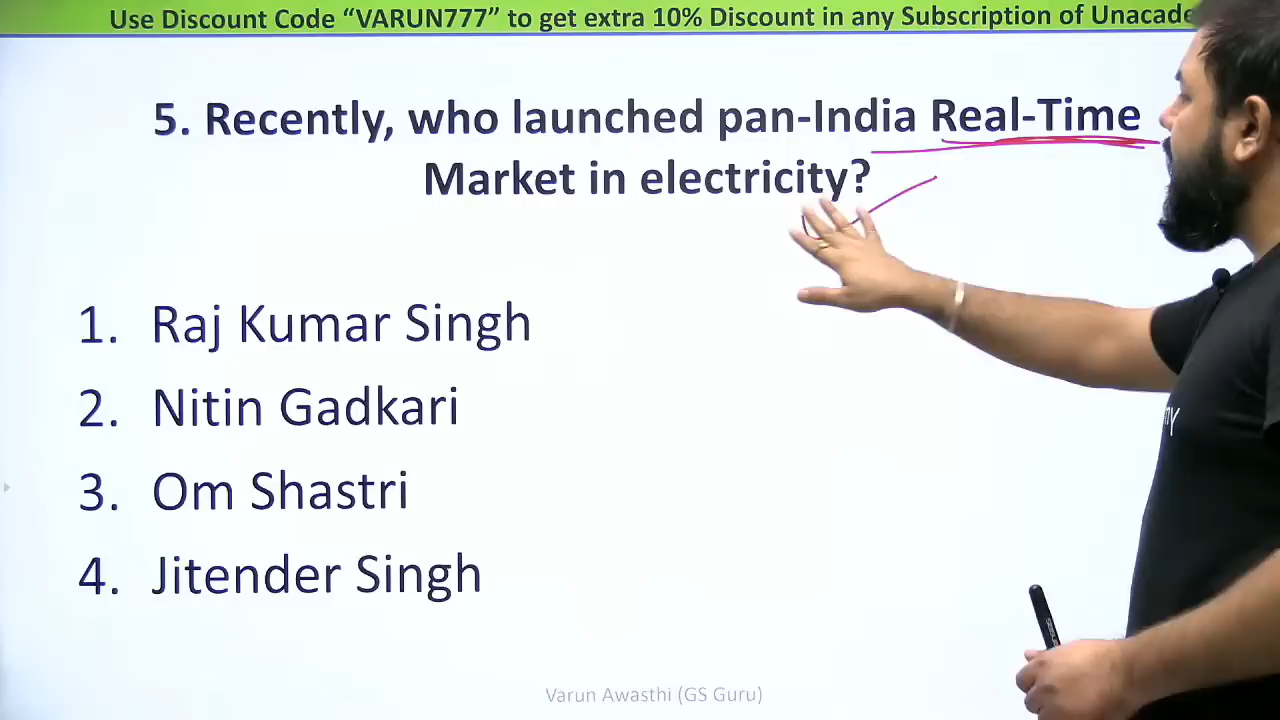 Use Discount Code “VARUN777” to get extra 10% Discount in any Subscription of Unacade
5. Recently, who launched pan-India Real-Time
Market in electricity?
1. Raj Kumar Singh
2. Nitin Gadkari
3. Om Shastri
4. Jitender Singh
Varun Awasthi (GS Guru)